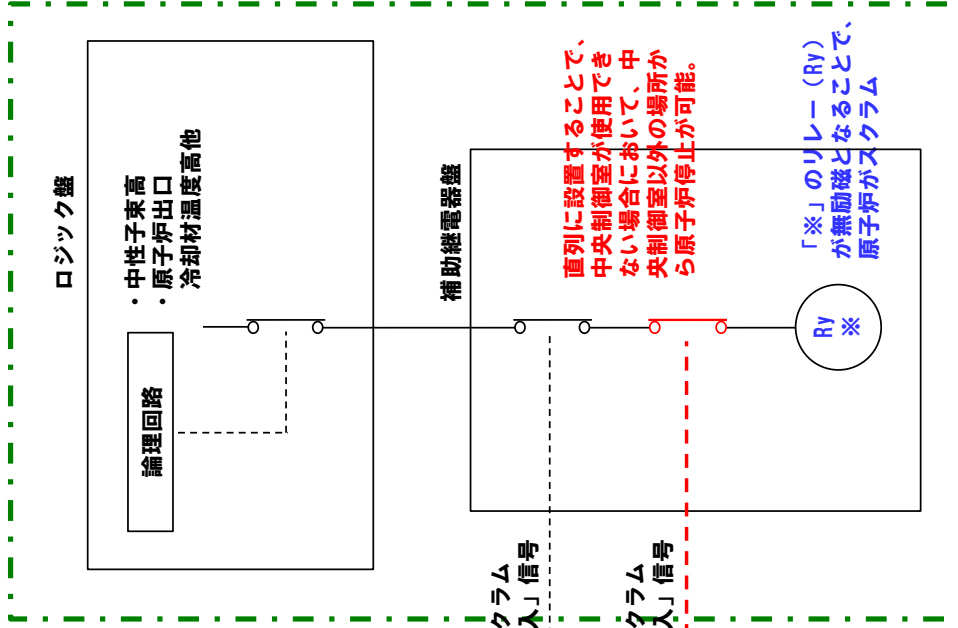 ロジック盤
・中性子束高
・原子炉出口
冷却材温度高他
論理回路
補助継電器盤
直列に設置することで、
中央制御室が使用でき
ない場合において、中
央制御室以外の場所か
ら原子炉停止が可能。
「※」のリレー（Ry）
が無励磁となることで、
原子炉がスクラム
Ry
※
クラム
入」信号
クラム
入」信号